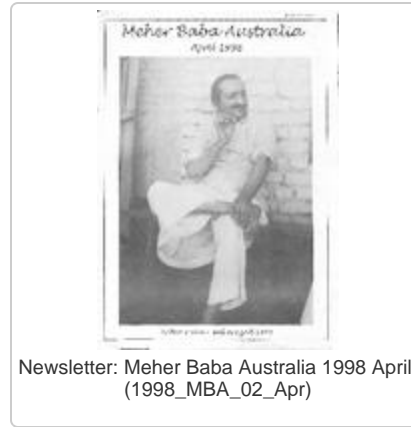 Meher Baba Australia
April 1998
Newsletter: Meher Baba Australia 1998 April
(1998_MBA_02_Apr)